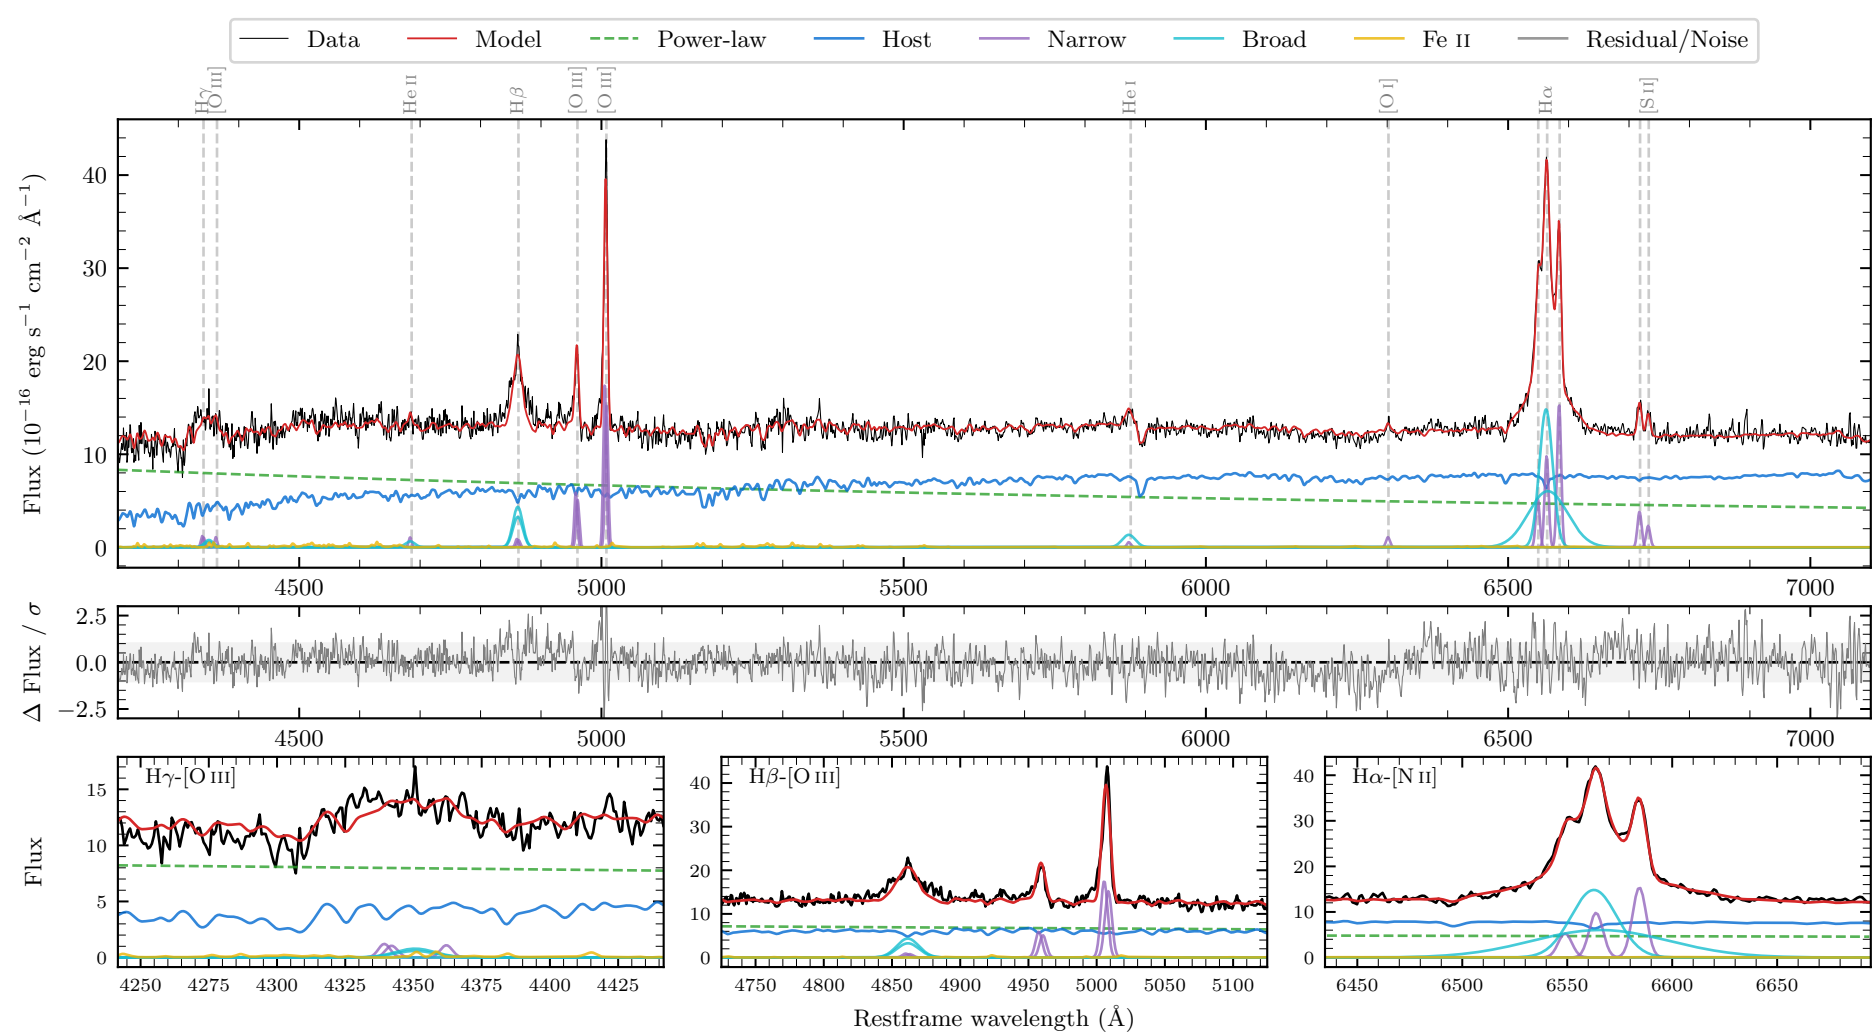 Data Model Power-law Host Narrow Broad Fe II Residual/Noise
Hγ [O III] He II Hβ [O III] [O III] He I [O I] Hα [S II]
Flux (10⁻¹⁶ erg s⁻¹ cm⁻² Å⁻¹)
40
30
20
10
0
4500 5000 5500 6000 6500 7000
Δ Flux / σ
2.5
0.0
−2.5
4500 5000 5500 6000 6500 7000
Flux
Hγ-[O III]
15
10
5
0
4250 4275 4300 4325 4350 4375 4400 4425
Hβ-[O III]
40
30
20
10
0
4750 4800 4850 4900 4950 5000 5050 5100
Hα-[N II]
40
30
20
10
0
6450 6500 6550 6600 6650
Restframe wavelength (Å)